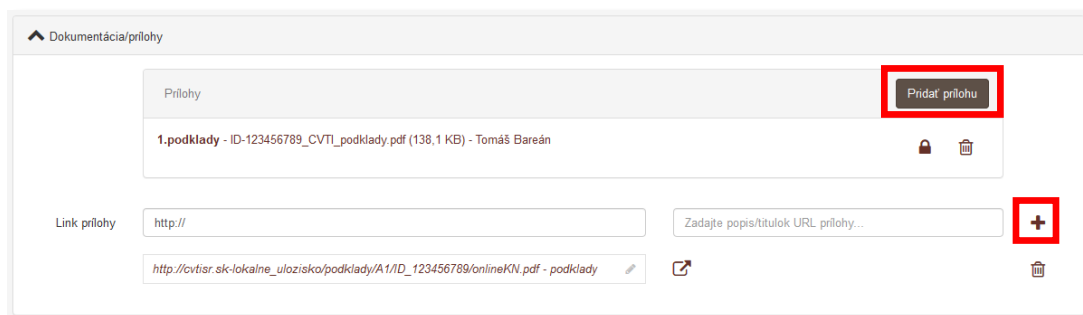 Dokumentácia/prílohy
Prílohy
Pridať prílohu
1.podklady - ID-123456789_CVTI_podklady.pdf (138,1 KB) - Tomáš Bareán
Link prílohy
http://
Zadajte popis/titulok URL prílohy...
http://cvtisr.sk-lokalne_ulozisko/podklady/A1/ID_123456789/onlineKN.pdf - podklady